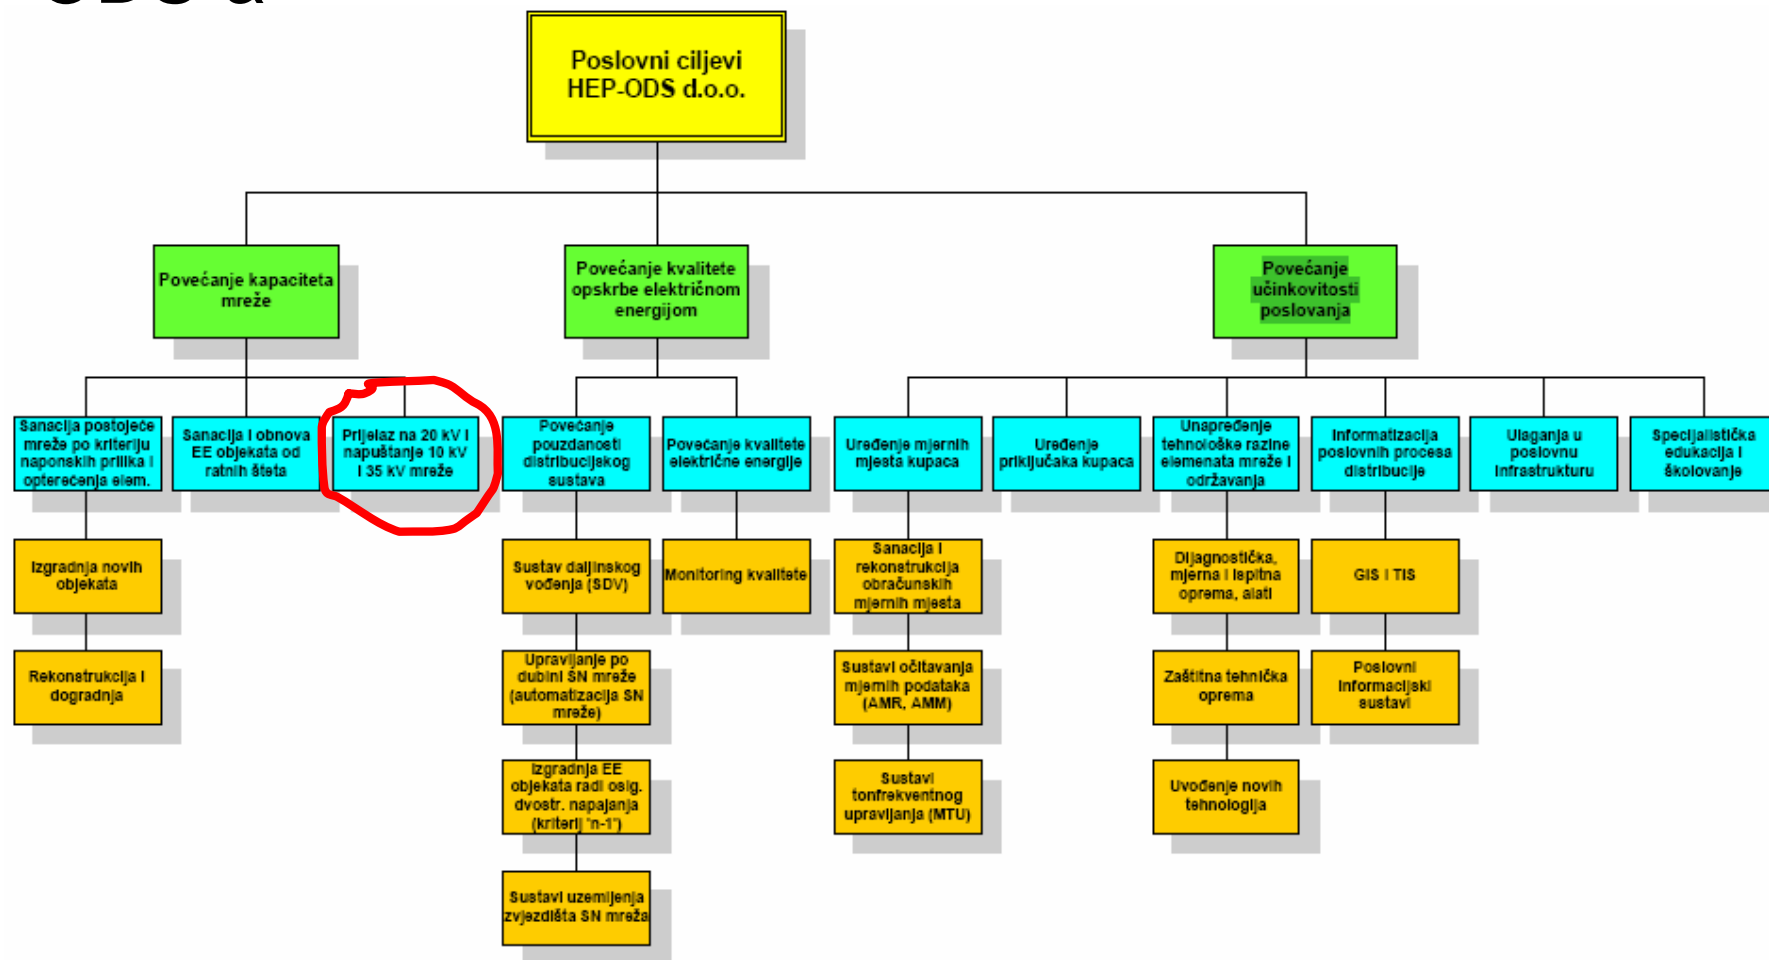 Poslovni ciljevi
HEP-ODS d.o.o.
Povećanje kapaciteta
mreže
Povećanje kvalitete
opskrbe električnom
energijom
Povećanje
učinkovitosti
poslovanja
Sanacija postojeće
mreže po kriteriju
naponskih prilika i
opterećenja elem.
Sanacija i obnova
EE objekata od
ratnih šteta
Prijelaz na 20 kV i
napuštanje 10 kV
i 35 kV mreže
Povećanje
pouzdanosti
distribucijskog
sustava
Povećanje kvalitete
električne energije
Uređenje mjernih
mjesta kupaca
Uređenje
priključaka kupaca
Unapređenje
tehnološke razine
elemenata mreže i
održavanja
Informatizacija
poslovnih procesa
distribucije
Ulaganja u
poslovnu
infrastrukturu
Specijalistička
edukacija i
školovanje
Izgradnja novih
objekata
Sustav daljinskog
vođenja (SDV)
Monitoring kvalitete
Sanacija i
rekonstrukcija
obračunskih
mjernih mjesta
Dijagnostička,
mjerna i ispitna
oprema, alati
GIS i TIS
Rekonstrukcija i
dogradnja
Upravljanje po
dubini SN mreže
(automatizacija SN
mreže)
Sustavi očitavanja
mjernih podataka
(AMR, AMM)
Zaštitna tehnička
oprema
Poslovni
informacijski
sustavi
Izgradnja EE
objekata radi osig.
dvostr. napajanja
(kriterij 'n-1')
Sustavi
tonfrekventnog
upravljanja (MTU)
Uvođenje novih
tehnologija
Sustavi uzemljenja
zvjezdišta SN mreža